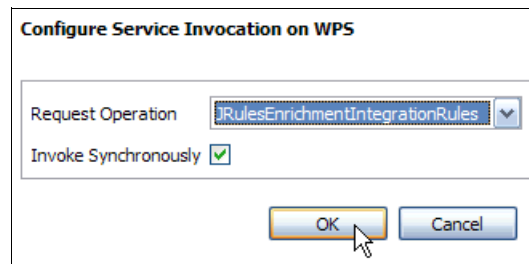 Configure Service Invocation on WPS
Request Operation JRulesEnrichmentIntegrationRules
Invoke Synchronously
OK Cancel